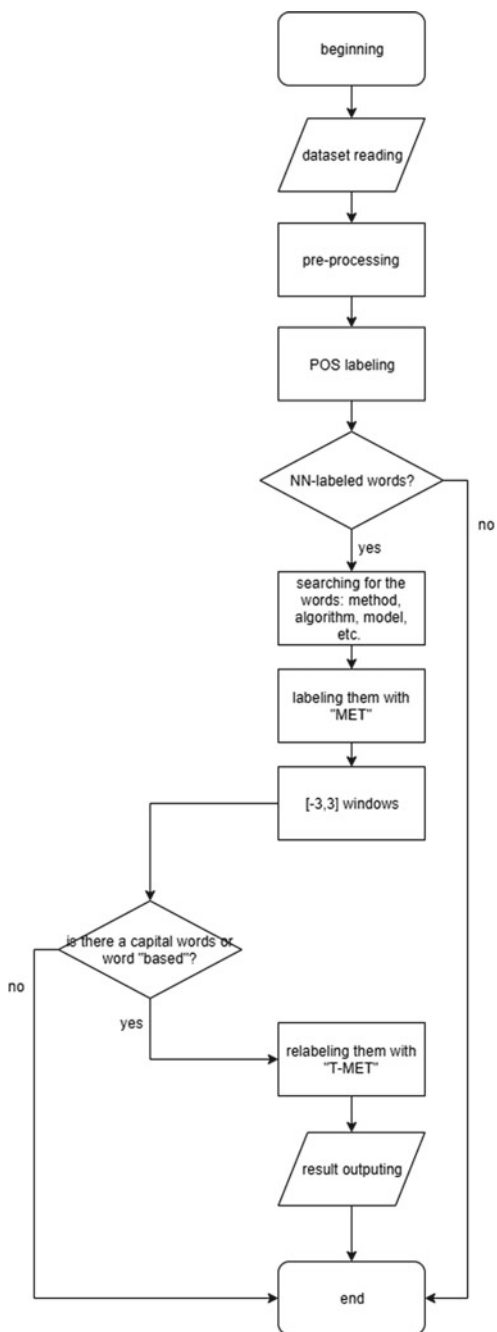 beginning
dataset reading
pre-processing
POS labeling
NN-labeled words?
no
yes
searching for the
words: method,
algorithm, model,
etc.
labeling them with
"MET"
[-3,3] windows
is there a capital words or
word "based"?
no
yes
relabeling them with
"T-MET"
result outputing
end